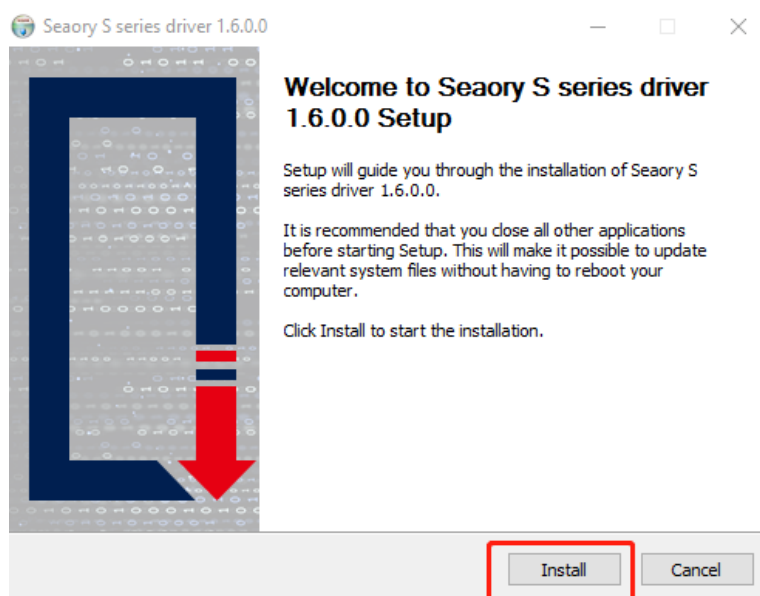 Seaory S series driver 1.6.0.0
Welcome to Seaory S series driver
1.6.0.0 Setup
Setup will guide you through the installation of Seaory S
series driver 1.6.0.0.
It is recommended that you close all other applications
before starting Setup. This will make it possible to update
relevant system files without having to reboot your
computer.
Click Install to start the installation.
Install
Cancel